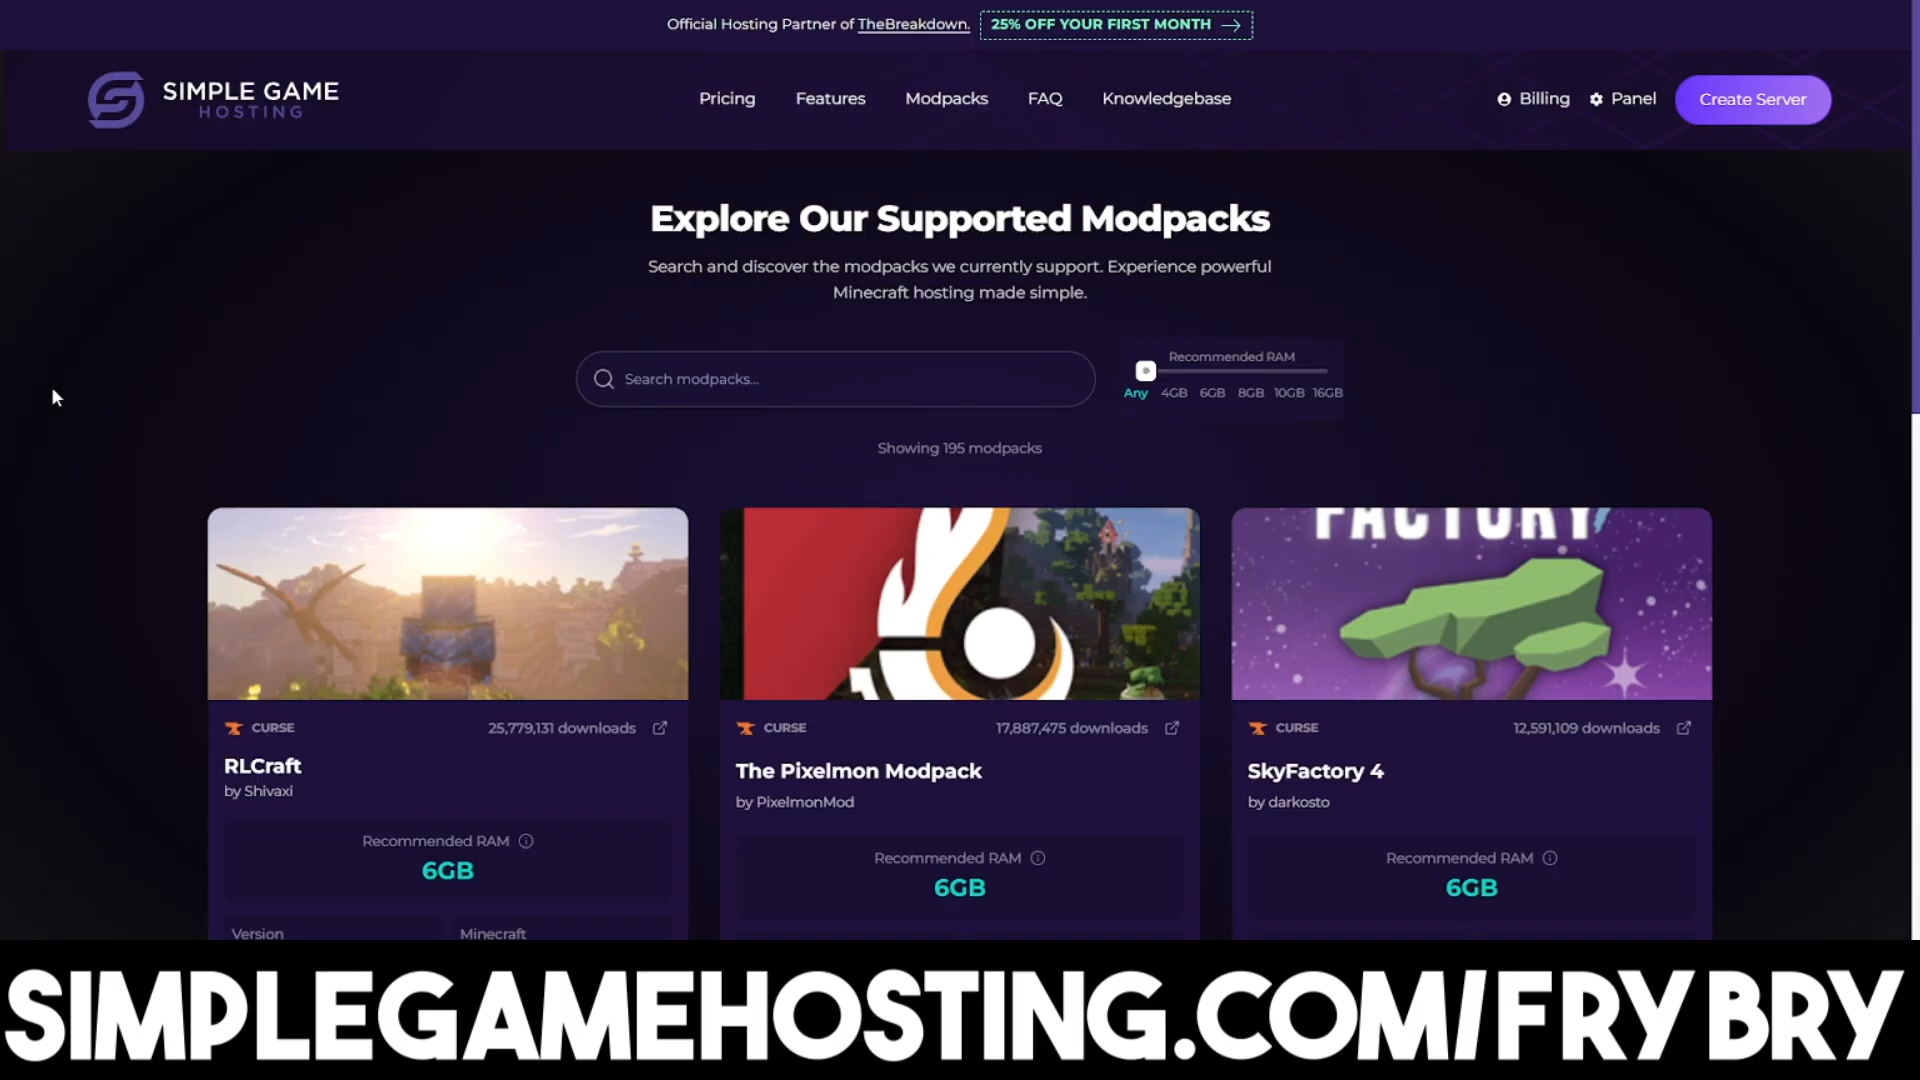 Official Hosting Partner of TheBreakdown. 25% OFF YOUR FIRST MONTH
SIMPLE GAME
HOSTING
Pricing Features Modpacks FAQ Knowledgebase Billing Panel Create Server
Explore Our Supported Modpacks
Search and discover the modpacks we currently support. Experience powerful
Minecraft hosting made simple.
Search modpacks...
Recommended RAM
Any 4GB 6GB 8GB 10GB 16GB
Showing 195 modpacks
FACTORY
CURSE 25,779,131 downloads
RLCraft
by Shivaxi
Recommended RAM
6GB
Version Minecraft
CURSE 17,887,475 downloads
The Pixelmon Modpack
by PixelmonMod
Recommended RAM
6GB
CURSE 12,591,109 downloads
SkyFactory 4
by darkosto
Recommended RAM
6GB
SIMPLEGAMEHOSTING.COM/FRYBRY